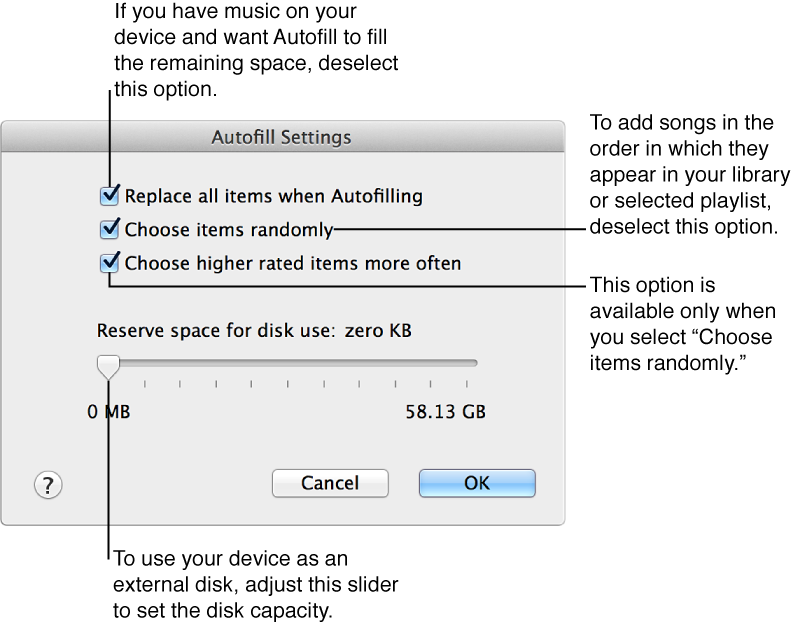 If you have music on your
device and want Autofill to fill
the remaining space, deselect
this option.
Autofill Settings
To add songs in the
order in which they
appear in your library
or selected playlist,
deselect this option.
Replace all items when Autofilling
Choose items randomly
Choose higher rated items more often
This option is
available only when
you select “Choose
items randomly.”
Reserve space for disk use: zero KB
0 MB
58.13 GB
?
Cancel
OK
To use your device as an
external disk, adjust this slider
to set the disk capacity.